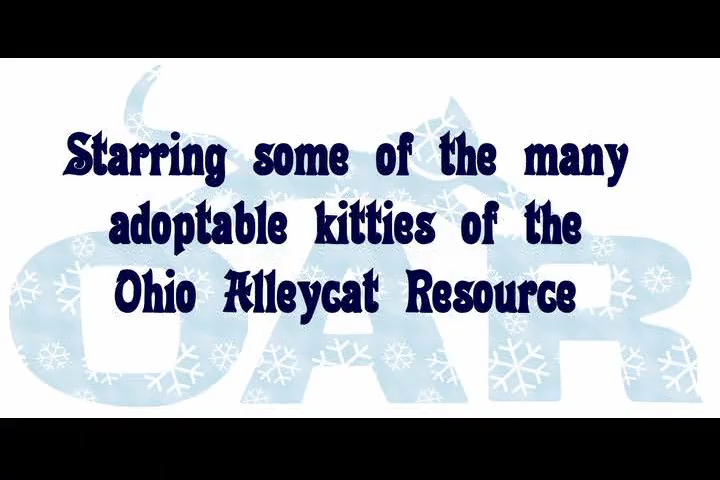 Starring some of the many
adoptable kitties of the
Ohio Alleycat Resource
OAR